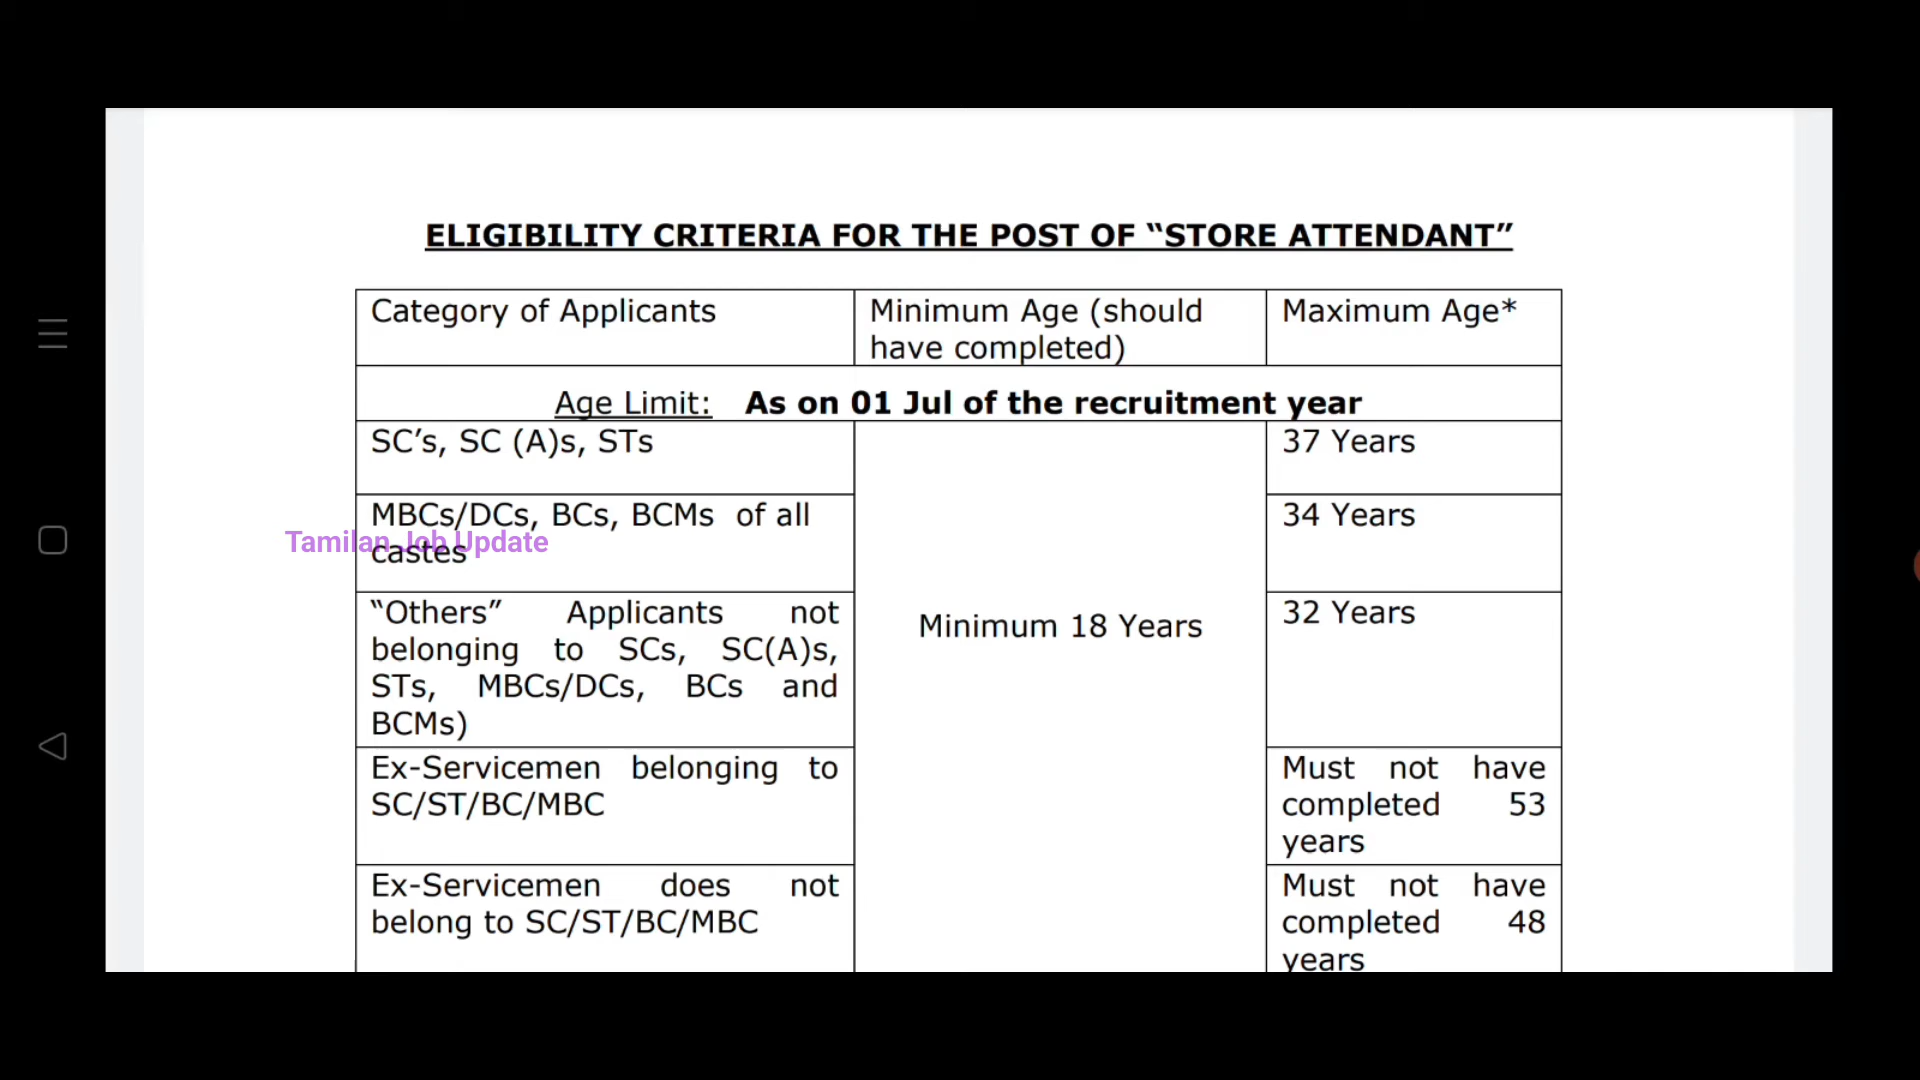 ELIGIBILITY CRITERIA FOR THE POST OF “STORE ATTENDANT”
Category of Applicants
Minimum Age (should
have completed)
Maximum Age*
Age Limit: As on 01 Jul of the recruitment year
SC’s, SC (A)s, STs
37 Years
MBCs/DCs, BCs, BCMs of all
castes
34 Years
Tamilan Job Update
“Others” Applicants not
belonging to SCs, SC(A)s,
STs, MBCs/DCs, BCs and
BCMs)
Minimum 18 Years
32 Years
Ex-Servicemen belonging to
SC/ST/BC/MBC
Must not have
completed 53
years
Ex-Servicemen does not
belong to SC/ST/BC/MBC
Must not have
completed 48
years